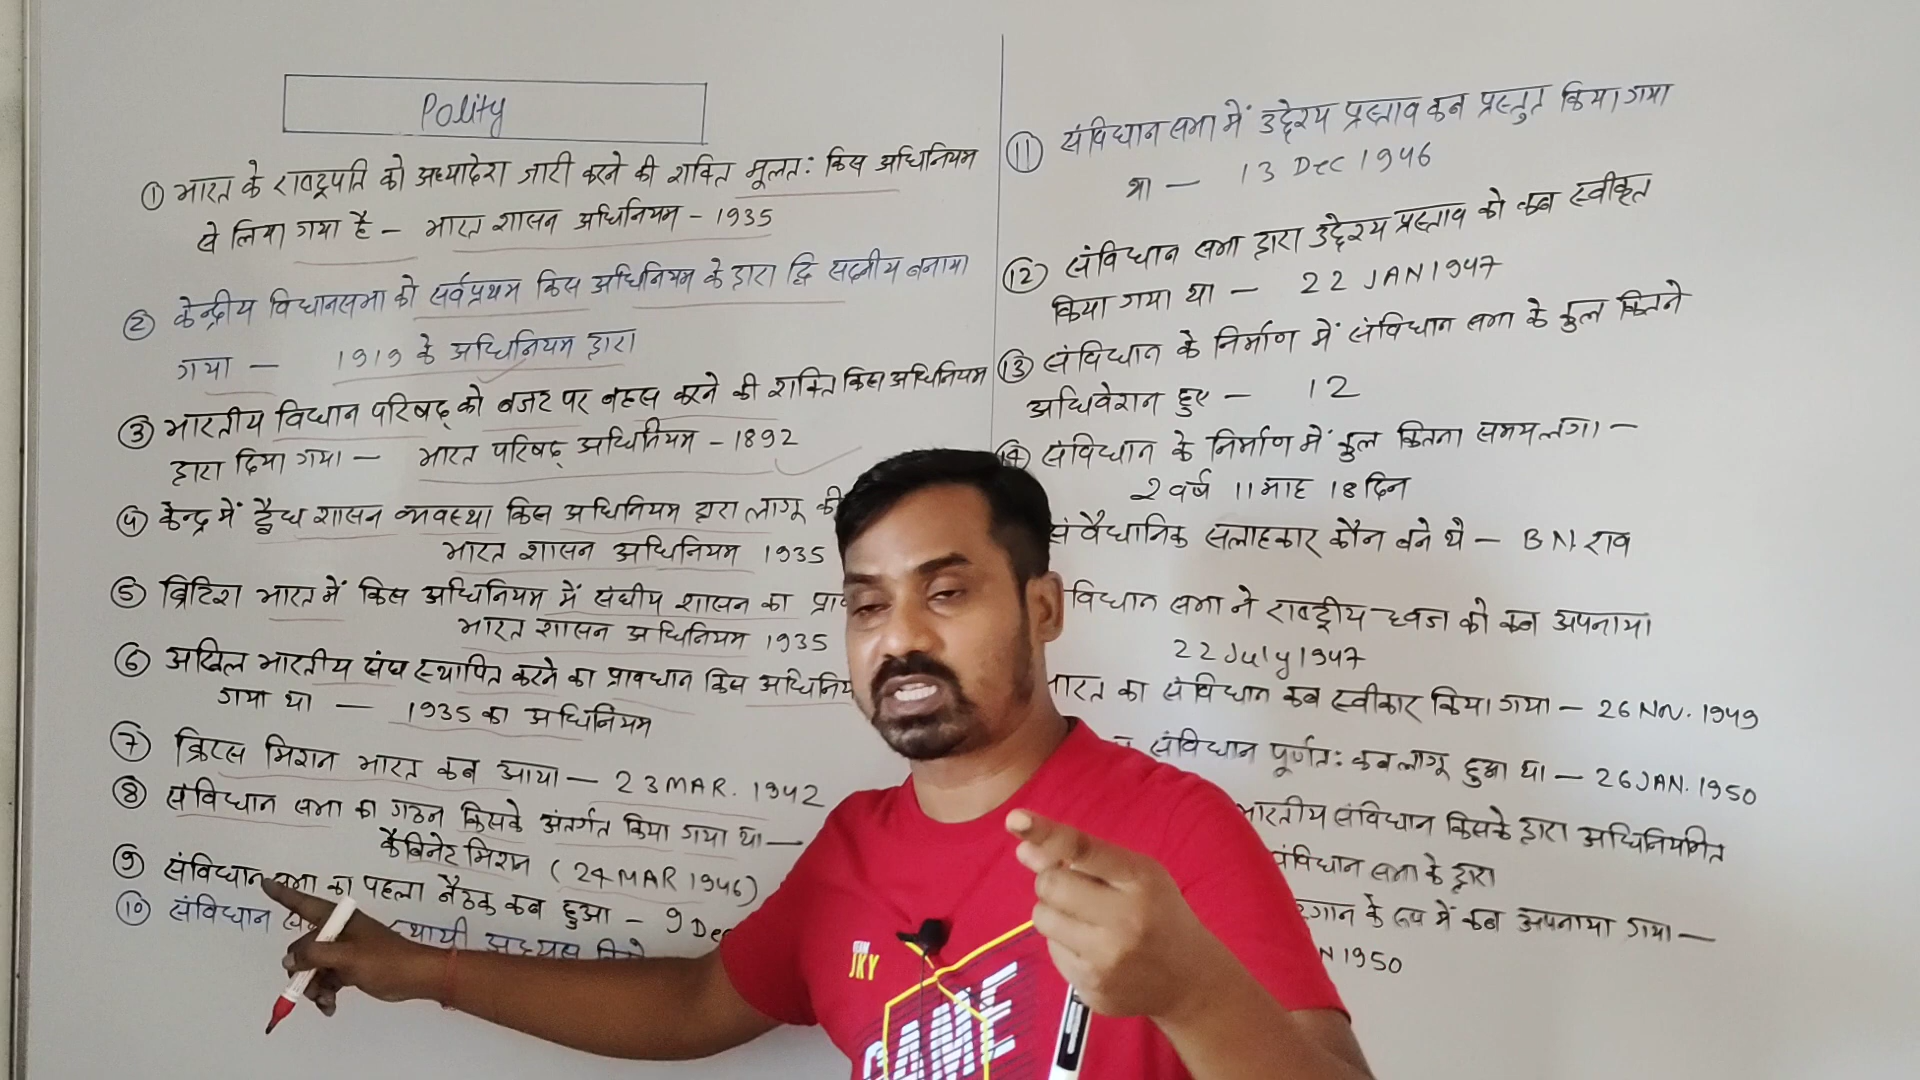 Polity
① भारत के राष्ट्रपति को अध्यादेश जारी करने की शक्ति मूलतः किस अधिनियम
से लिया गया है - भारत शासन अधिनियम - 1935
② केन्द्रीय विधानसभा को सर्वप्रथम किस अधिनियम के द्वारा द्वि सदनीय बनाया
गया - 1919 के अधिनियम द्वारा
③ भारतीय विधान परिषद् को बजट पर बहस करने की शक्ति किस अधिनियम
द्वारा दिया गया - भारत परिषद् अधिनियम - 1892
④ केन्द्र में द्वैध शासन व्यवस्था किस अधिनियम द्वारा लागू की
भारत शासन अधिनियम 1935
⑤ ब्रिटिश भारत में किस अधिनियम में संघीय शासन का
भारत शासन अधिनियम 1935
⑥ अखिल भारतीय संघ स्थापित करने का प्रावधान किस
गया था - 1935 का अधिनियम
⑦ क्रिप्स मिशन भारत कब आया - 23 MAR. 1942
⑧ संविधान सभा का गठन किसके अंतर्गत किया गया था -
कैबिनेट मिशन ( 24 MAR 1946)
⑨ संविधान सभा का पहला बैठक कब हुआ - 9 Dec
⑩ संविधान अध्यक्ष
⑪ संविधान सभा में उद्देश्य प्रस्ताव कब प्रस्तुत किया गया
था - 13 Dec 1946
⑫ संविधान सभा द्वारा उद्देश्य प्रस्ताव को कब स्वीकृत
किया गया था - 22 JAN 1947
⑬ संविधान के निर्माण में संविधान सभा के कुल कितने
अधिवेशन हुए - 12
⑭ संविधान के निर्माण में कुल कितना समय लगा -
2 वर्ष 11 माह 18 दिन
संवैधानिक सलाहकार कौन बने थे - B N. राव
सभा ने राष्ट्रीय ध्वज को कब अपनाया
22 July 1947
का संविधान कब स्वीकार किया गया - 26 Nov. 1949
संविधान पूर्णतः कब लागू हुआ था - 26 JAN. 1950
भारतीय संविधान किसके द्वारा अधिनियमित
संविधान सभा के द्वारा
के रूप में कब अपनाया गया -
1950
JKY
GAME